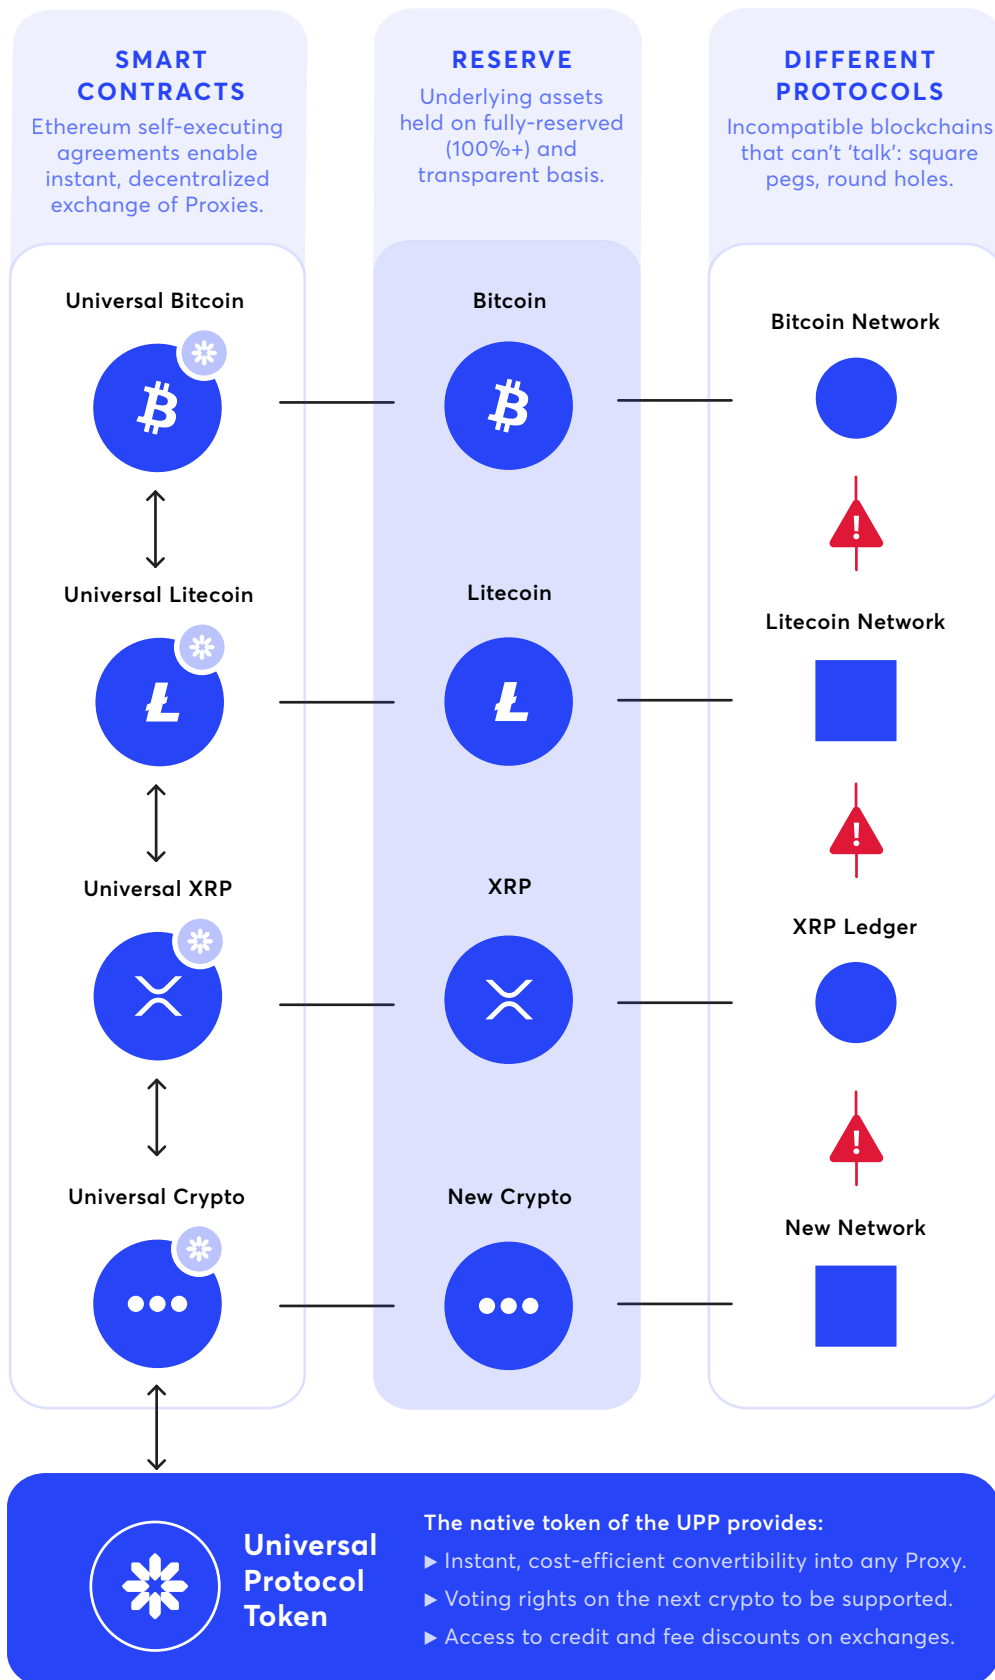 SMART
CONTRACTS
Ethereum self-executing
agreements enable
instant, decentralized
exchange of Proxies.
RESERVE
Underlying assets
held on fully-reserved
(100%+) and
transparent basis.
DIFFERENT
PROTOCOLS
Incompatible blockchains
that can't ‘talk’: square
pegs, round holes.
Universal Bitcoin
Bitcoin
Bitcoin Network
Universal Litecoin
Litecoin
Litecoin Network
Universal XRP
XRP
XRP Ledger
Universal Crypto
New Crypto
New Network
Universal
Protocol
Token
The native token of the UPP provides:
▶ Instant, cost-efficient convertibility into any Proxy.
▶ Voting rights on the next crypto to be supported.
▶ Access to credit and fee discounts on exchanges.